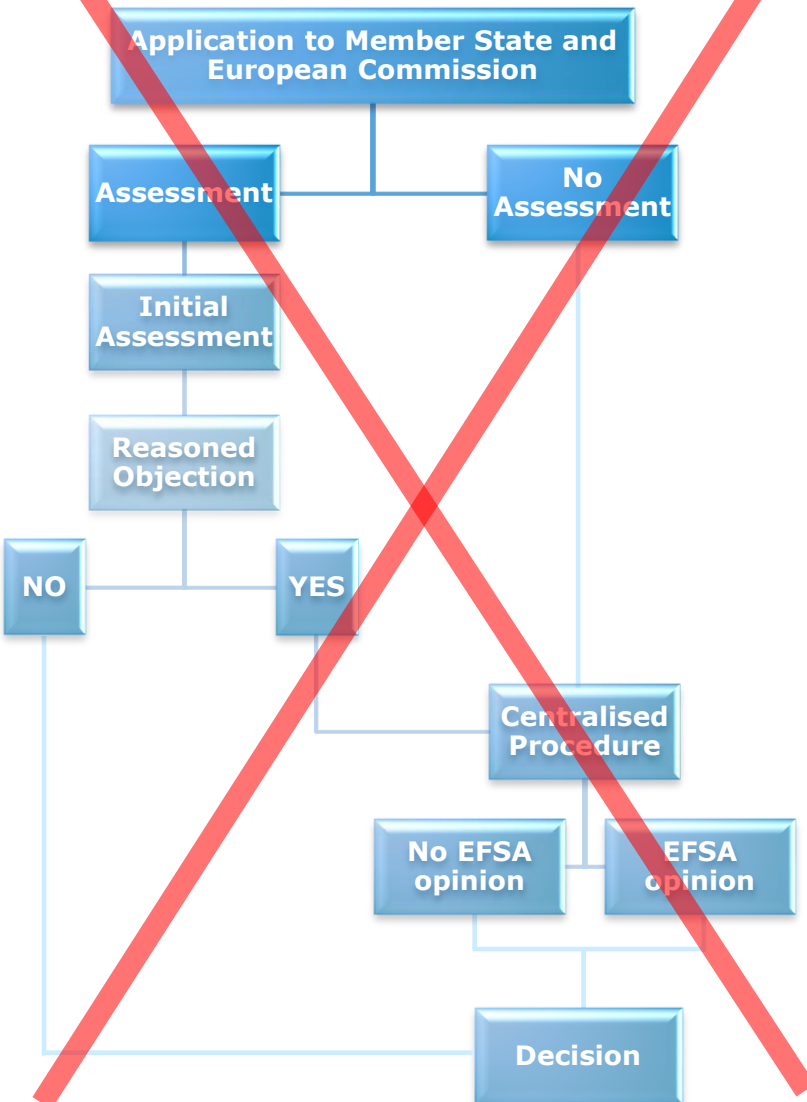 Application to Member State and
European Commission
Assessment
No
Assessment
Initial
Assessment
Reasoned
Objection
NO
YES
Centralised
Procedure
No EFSA
opinion
EFSA
opinion
Decision